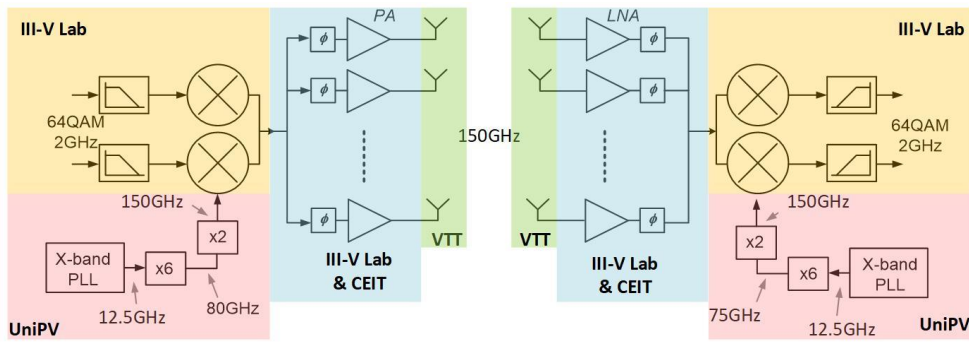 III-V Lab
PA
LNA
III-V Lab
ϕ
ϕ
ϕ
ϕ
64QAM
2GHz
150GHz
64QAM
2GHz
150GHz
ϕ
ϕ
150GHz
x2
VTT
VTT
x2
X-band
PLL
x6
III-V Lab
& CEIT
III-V Lab
& CEIT
x6
X-band
PLL
12.5GHz
80GHz
75GHz
12.5GHz
UniPV
UniPV